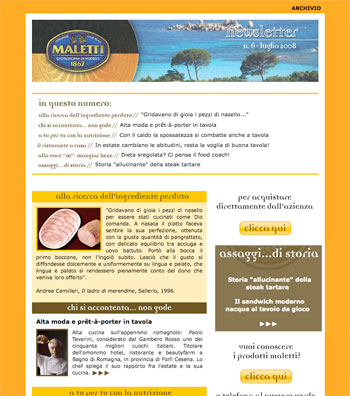 ARCHIVIO
newsletter
n. 6 - luglio 2008
MALETTI
GASTRONOMIA DI MODENA
1867
in questo numero:
alla ricerca dell'ingrediente perduto // "Gridavano di gioia i pezzi di nasello..."
chi si accontenta... non gode // Alta moda e prêt-à-porter in tavola
a tu per tu con la nutrizione // Con il caldo la spossatezza si combatte anche a tavola
il ristorante a casa // In estate cambiano le abitudini, resta la voglia di buona tavola!
alla voce "m": mangiar bene // Dieta sregolata? Ci pensa il food coach!
assaggi... di storia // Storia "allucinante" della steak tartare
alla ricerca dell'ingrediente perduto
"Gridavano di gioia i pezzi di nasello
per essere stati cucinati come Dio
comanda. A nasata il piatto faceva
sentire la sua perfezione, ottenuta
con la giusta quantità di pangrattato,
con delicato equilibrio tra acciuga e
uovo battuto. Portò alla bocca il
primo boccone, non l'ingollì subito. Lasciò che il gusto si
diffondesse dolcemente e uniformemente su lingua e palato, che
lingua e palato si rendessero pienamente conto del dono che
veniva loro offerto".
Andrea Camilleri, Il ladro di merendine, Sellerio, 1996.
chi si accontenta... non gode
Alta moda e prêt-à-porter in tavola
Alta cucina sull'appennino romagnolo: Paolo
Teverini, considerato dal Gambero Rosso uno dei
cinquanta migliori cuochi italiani. Titolare
dell'omonimo hotel, ristorante e beautyfarm a
Bagno di Romagna, in provincia di Forlì Cesena. Lo
chef spiega il suo rapporto fra l'estate e la sua
cucina. ►►►
a tu per tu con la nutrizione
per acquistare
direttamente dall'azienda
clicca qui
assaggi...di storia
Storia "allucinante" della
steak tartare
Il sandwich moderno
nacque al tavolo da gioco
►►►
vuoi conoscere
i prodotti maletti?
clicca qui